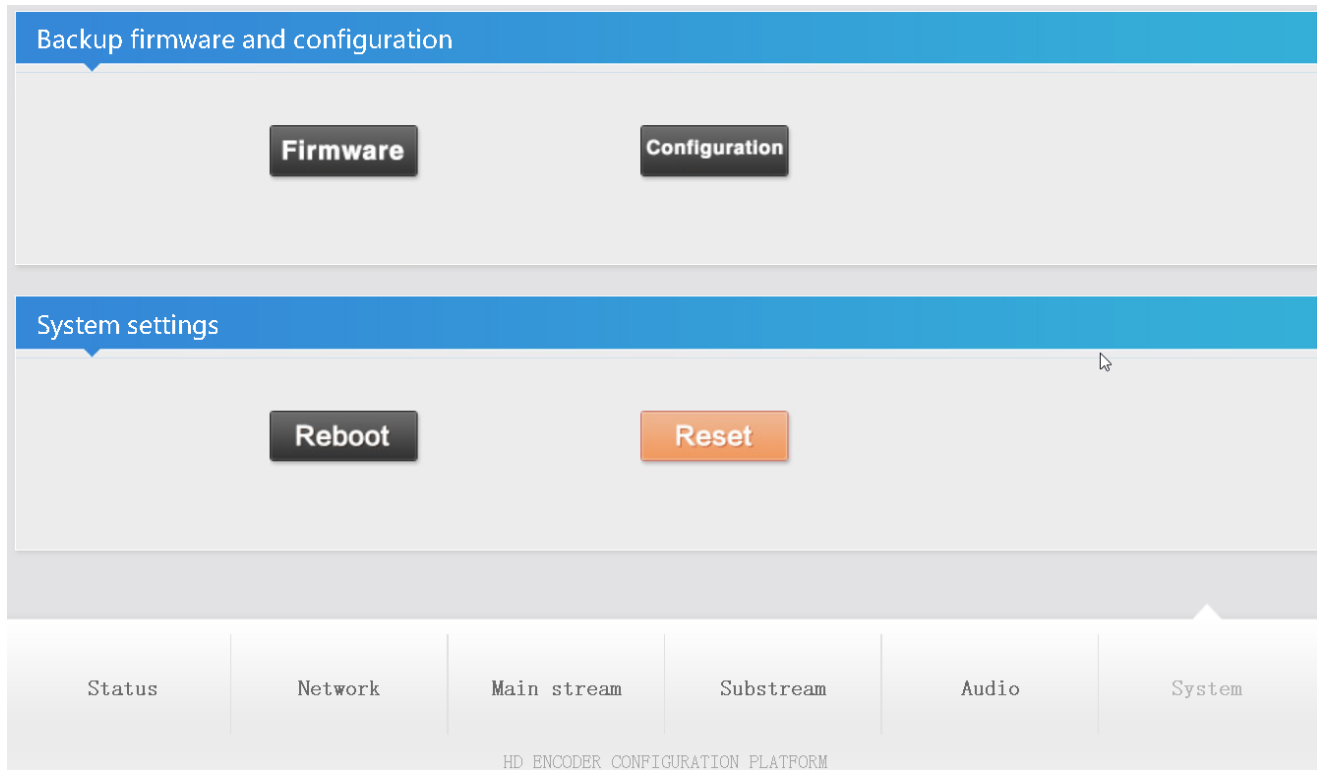 Backup firmware and configuration
Firmware Configuration
System settings
Reboot Reset
Status Network Main stream Substream Audio System
HD ENCODER CONFIGURATION PLATFORM